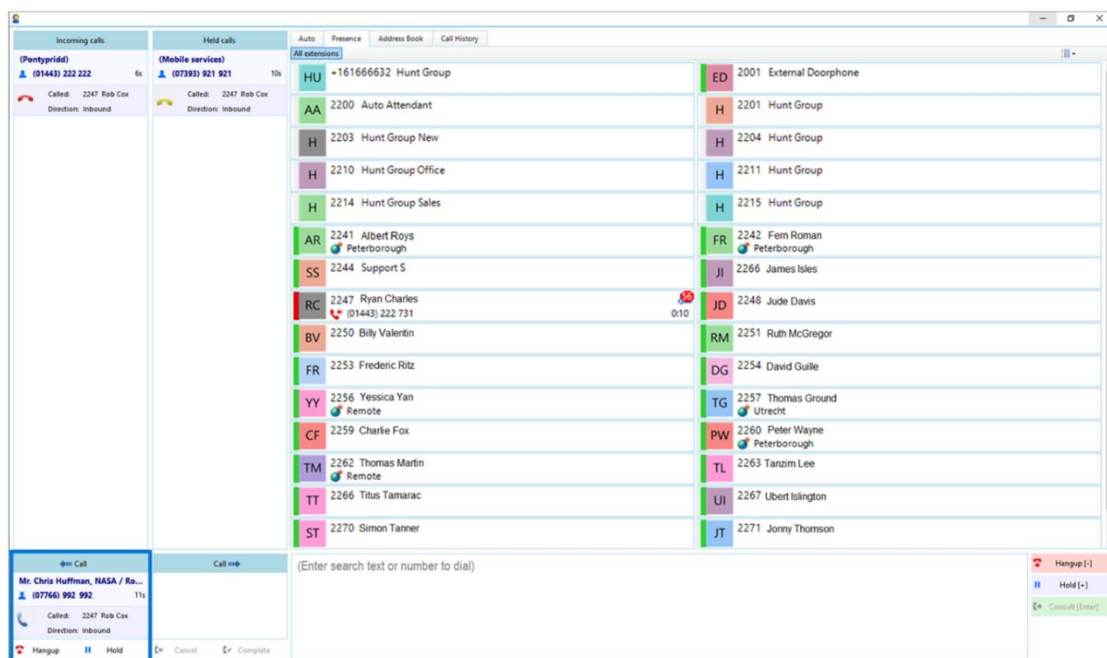 Incoming calls
(Pontypridd)
(01443) 222 222 6s
Called: 2247 Rob Cox
Direction: Inbound
Held calls
(Mobile services)
(07393) 921 921 10s
Called: 2247 Rob Cox
Direction: Inbound
Auto Presence Address Book Call History
All extensions
HU +161666632 Hunt Group
ED 2001 External Doorphone
AA 2200 Auto Attendant
H 2201 Hunt Group
H 2203 Hunt Group New
H 2204 Hunt Group
H 2210 Hunt Group Office
H 2211 Hunt Group
H 2214 Hunt Group Sales
H 2215 Hunt Group
AR 2241 Albert Roys
Peterborough
FR 2242 Fern Roman
Peterborough
SS 2244 Support S
JI 2266 James Isles
RC 2247 Ryan Charles 56
(01443) 222 731 0:10
JD 2248 Jude Davis
BV 2250 Billy Valentin
RM 2251 Ruth McGregor
FR 2253 Frederic Ritz
DG 2254 David Guille
YY 2256 Yessica Yan
Remote
TG 2257 Thomas Ground
Utrecht
CF 2259 Charlie Fox
PW 2260 Peter Wayne
Peterborough
TM 2262 Thomas Martin
Remote
TL 2263 Tanzim Lee
TT 2266 Titus Tamarac
UI 2267 Ubert Islington
ST 2270 Simon Tanner
JT 2271 Jonny Thomson
Call
Mr. Chris Huffman, NASA / Ro...
(07766) 992 992 11s
Called: 2247 Rob Cox
Direction: Inbound
Hangup Hold
Call
Cancel Complete
(Enter search text or number to dial)
Hangup [-]
Hold [+]
Consult [Enter]